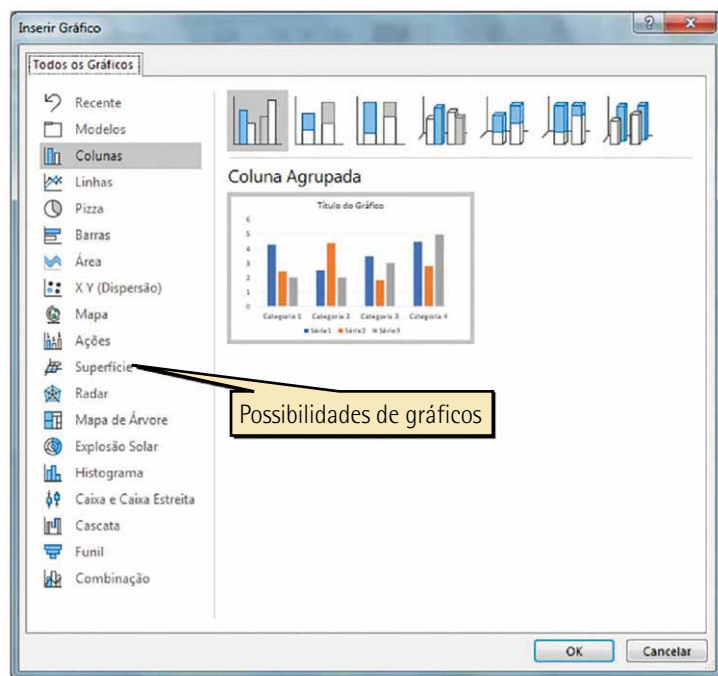 Inserir Gráfico
Todos os Gráficos
Recente
Modelos
Colunas
Linhas
Pizza
Barras
Área
X Y (Dispersão)
Mapa
Ações
Superfície
Radar
Mapa de Árvore
Explosão Solar
Histograma
Caixa e Caixa Estreita
Cascata
Funil
Combinação
Coluna Agrupada
Título do Gráfico
6
5
4
3
2
1
0
Categoria 1 Categoria 2 Categoria 3 Categoria 4
Série1 Série2 Série3
Possibilidades de gráficos
OK Cancelar